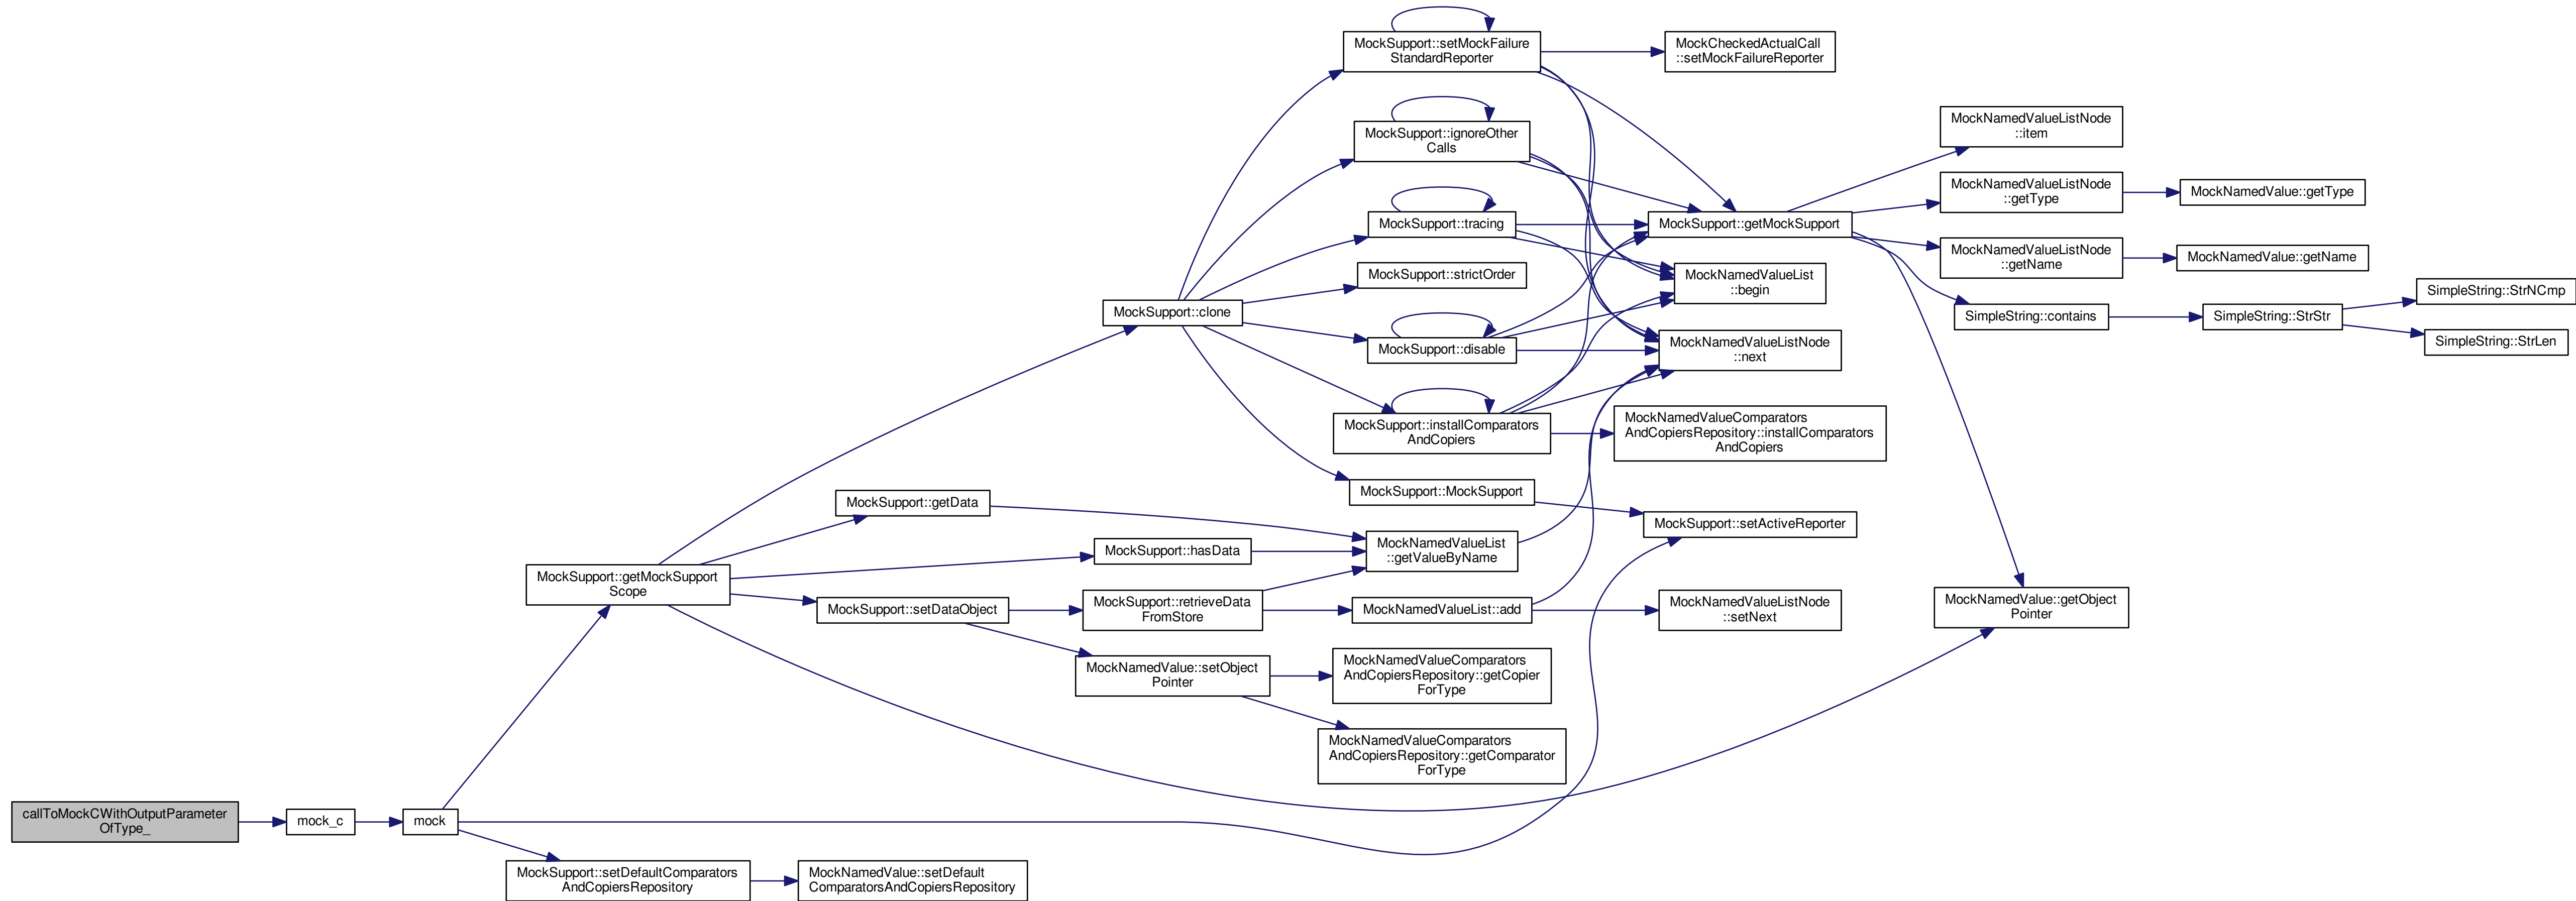 MockSupport::setMockFailure
StandardReporter
MockCheckedActualCall
::setMockFailureReporter
MockSupport::ignoreOther
Calls
MockNamedValueListNode
::item
MockSupport::tracing
MockSupport::getMockSupport
MockNamedValueListNode
::getType
MockNamedValue::getType
MockNamedValueListNode
::getName
MockNamedValue::getName
MockSupport::strictOrder
MockNamedValueList
::begin
SimpleString::contains
SimpleString::StrStr
SimpleString::StrNCmp
SimpleString::StrLen
MockSupport::clone
MockSupport::disable
MockNamedValueListNode
::next
MockSupport::installComparators
AndCopiers
MockNamedValueComparators
AndCopiersRepository::installComparators
AndCopiers
MockSupport::MockSupport
MockSupport::getData
MockSupport::setActiveReporter
MockSupport::hasData
MockNamedValueList
::getValueByName
MockSupport::getMockSupport
Scope
MockSupport::setDataObject
MockSupport::retrieveData
FromStore
MockNamedValueList::add
MockNamedValueListNode
::setNext
MockNamedValue::getObject
Pointer
MockNamedValue::setObject
Pointer
MockNamedValueComparators
AndCopiersRepository::getCopier
ForType
MockNamedValueComparators
AndCopiersRepository::getComparator
ForType
callToMockCWithOutputParameter
OfType_
mock_c
mock
MockSupport::setDefaultComparators
AndCopiersRepository
MockNamedValue::setDefault
ComparatorsAndCopiersRepository